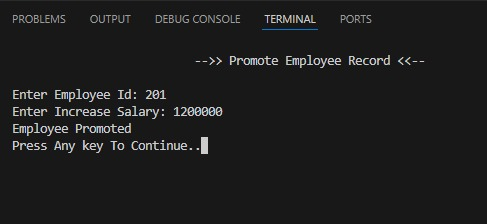 PROBLEMS OUTPUT DEBUG CONSOLE TERMINAL PORTS
-->> Promote Employee Record <<--
Enter Employee Id: 201
Enter Increase Salary: 1200000
Employee Promoted
Press Any key To Continue..